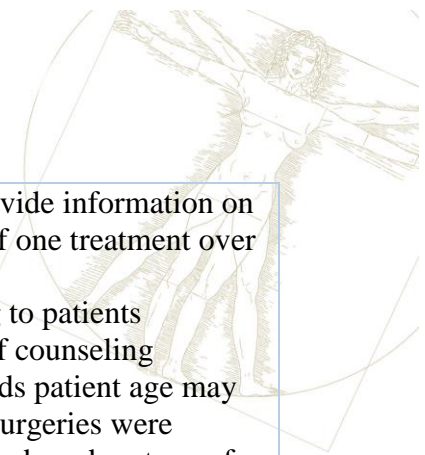 vide information on
f one treatment over
to patients
f counseling
ds patient age may
urgeries were